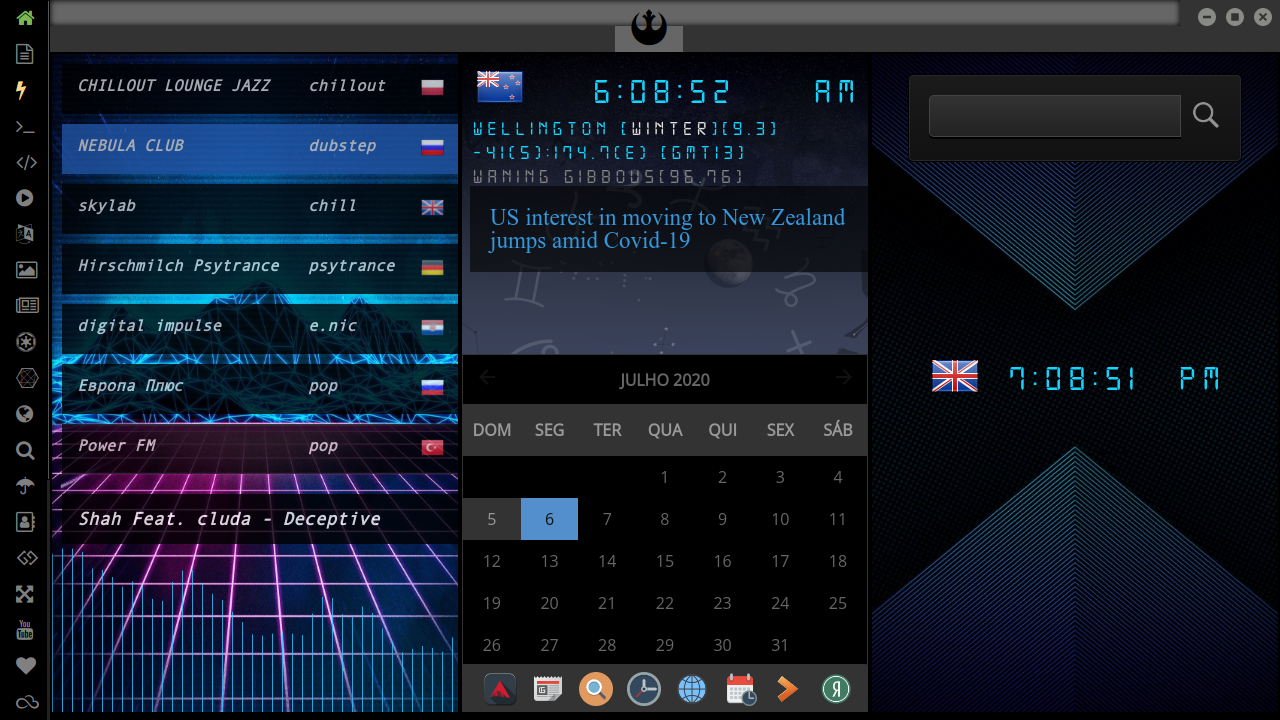 CHILLOUT LOUNGE JAZZ chillout
NEBULA CLUB dubstep
skylab chill
Hirschmilch Psytrance psytrance
digital impulse e.nic
Европа Плюс pop
Power FM pop
Shah Feat. cluda - Deceptive
6:08:52 AM
WELLINGTON [WINTER][9.3]
-41(S):174.7(E) [GMT13]
WANING GIBBOUS[96.76]
US interest in moving to New Zealand
jumps amid Covid-19
JULHO 2020
DOM SEG TER QUA QUI SEX SÁB
1 2 3 4
5 6 7 8 9 10 11
12 13 14 15 16 17 18
19 20 21 22 23 24 25
26 27 28 29 30 31
Я
7:08:51 PM
You
Tube